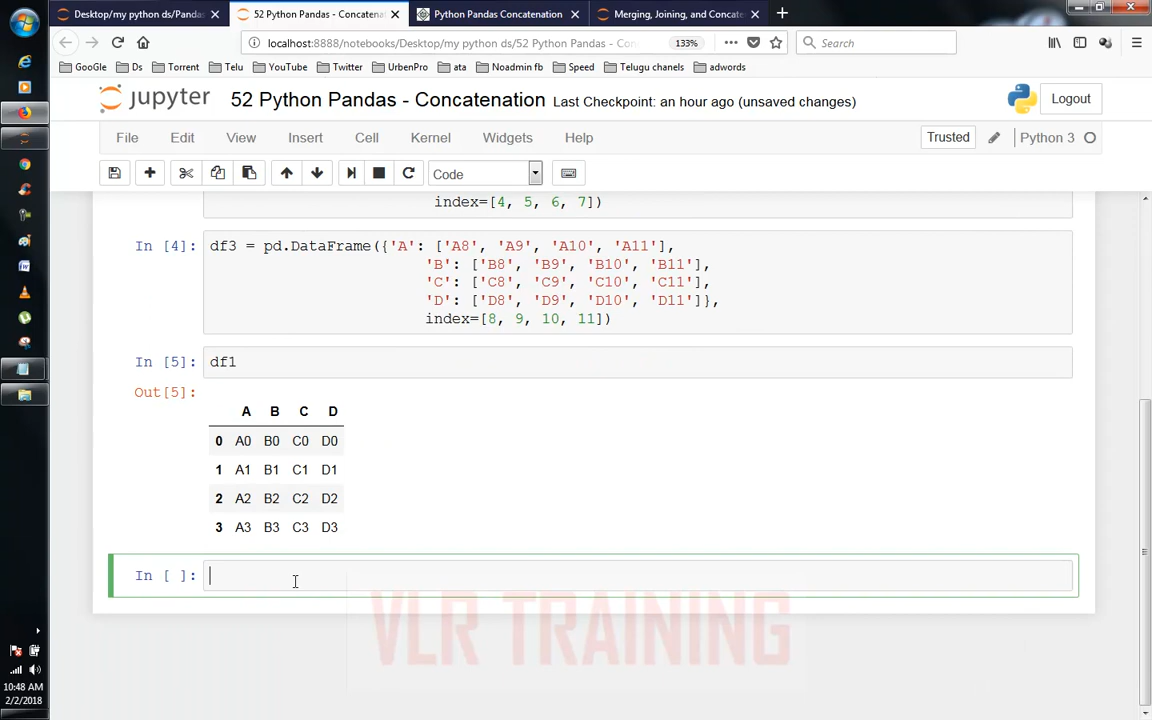 Desktop/my python ds/Panda
52 Python Pandas - Concatena
Python Pandas Concatenation
Merging, Joining, and Concate
localhost:8888/notebooks/Desktop/my python ds/52 Python Pandas - Con
133%
Search
GooGle
Ds
Torrent
Telu
YouTube
Twitter
UrbenPro
ata
Noadmin fb
Speed
Telugu chanels
adwords
jupyter
52 Python Pandas - Concatenation
Last Checkpoint: an hour ago (unsaved changes)
Logout
File
Edit
View
Insert
Cell
Kernel
Widgets
Help
Trusted
Python 3
Code
index=[4, 5, 6, 7])
In [4]: df3 = pd.DataFrame({'A': ['A8', 'A9', 'A10', 'A11'],
'B': ['B8', 'B9', 'B10', 'B11'],
'C': ['C8', 'C9', 'C10', 'C11'],
'D': ['D8', 'D9', 'D10', 'D11']},
index=[8, 9, 10, 11])
In [5]: df1
Out[5]:
A B C D
0 A0 B0 C0 D0
1 A1 B1 C1 D1
2 A2 B2 C2 D2
3 A3 B3 C3 D3
In [ ]:
VLR TRAINING
10:48 AM
2/2/2018